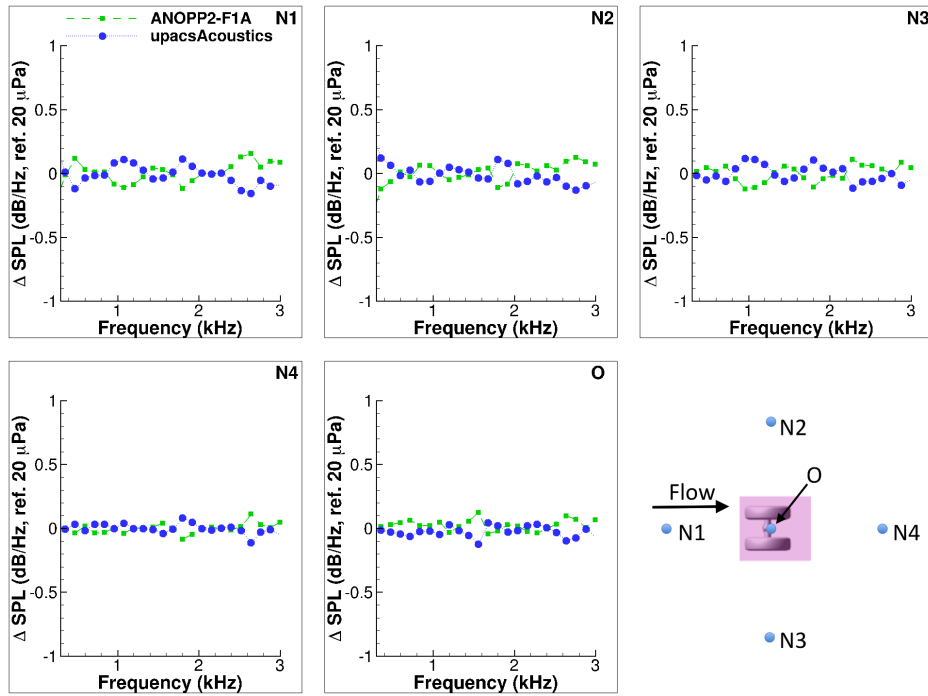 N1
ANOPP2-F1A
upacsAcoustics
1
0.5
0
-0.5
-1
Δ SPL (dB/Hz, ref. 20 μPa)
1 2 3
Frequency (kHz)
N2
1
0.5
0
-0.5
-1
Δ SPL (dB/Hz, ref. 20 μPa)
1 2 3
Frequency (kHz)
N3
1
0.5
0
-0.5
-1
Δ SPL (dB/Hz, ref. 20 μPa)
1 2 3
Frequency (kHz)
N4
1
0.5
0
-0.5
-1
Δ SPL (dB/Hz, ref. 20 μPa)
1 2 3
Frequency (kHz)
O
1
0.5
0
-0.5
-1
Δ SPL (dB/Hz, ref. 20 μPa)
1 2 3
Frequency (kHz)
N2
O
Flow
N1
N4
N3